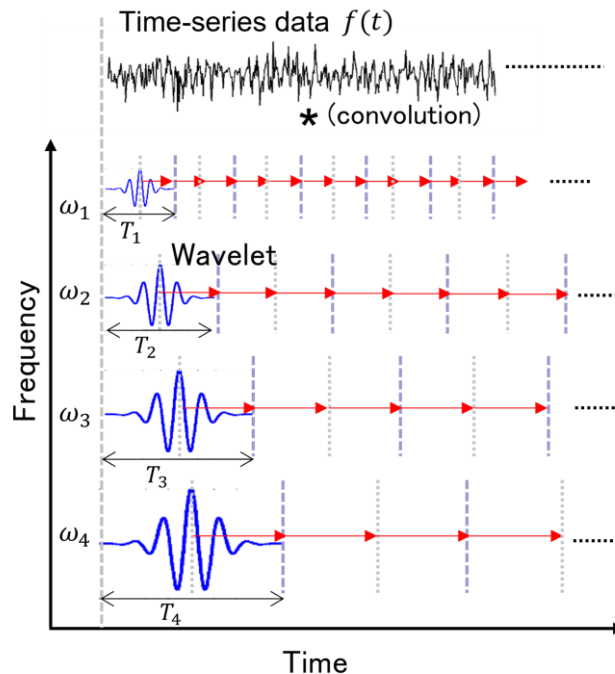 Time-series data f(t)
* (convolution)
ω₁
T₁
Wavelet
ω₂
T₂
ω₃
T₃
ω₄
T₄
Frequency
Time